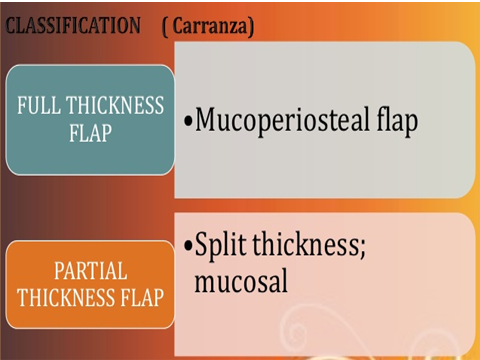 CLASSIFICATION ( Carranza)
FULL THICKNESS
FLAP
•Mucoperiosteal flap
PARTIAL
THICKNESS FLAP
•Split thickness;
mucosal